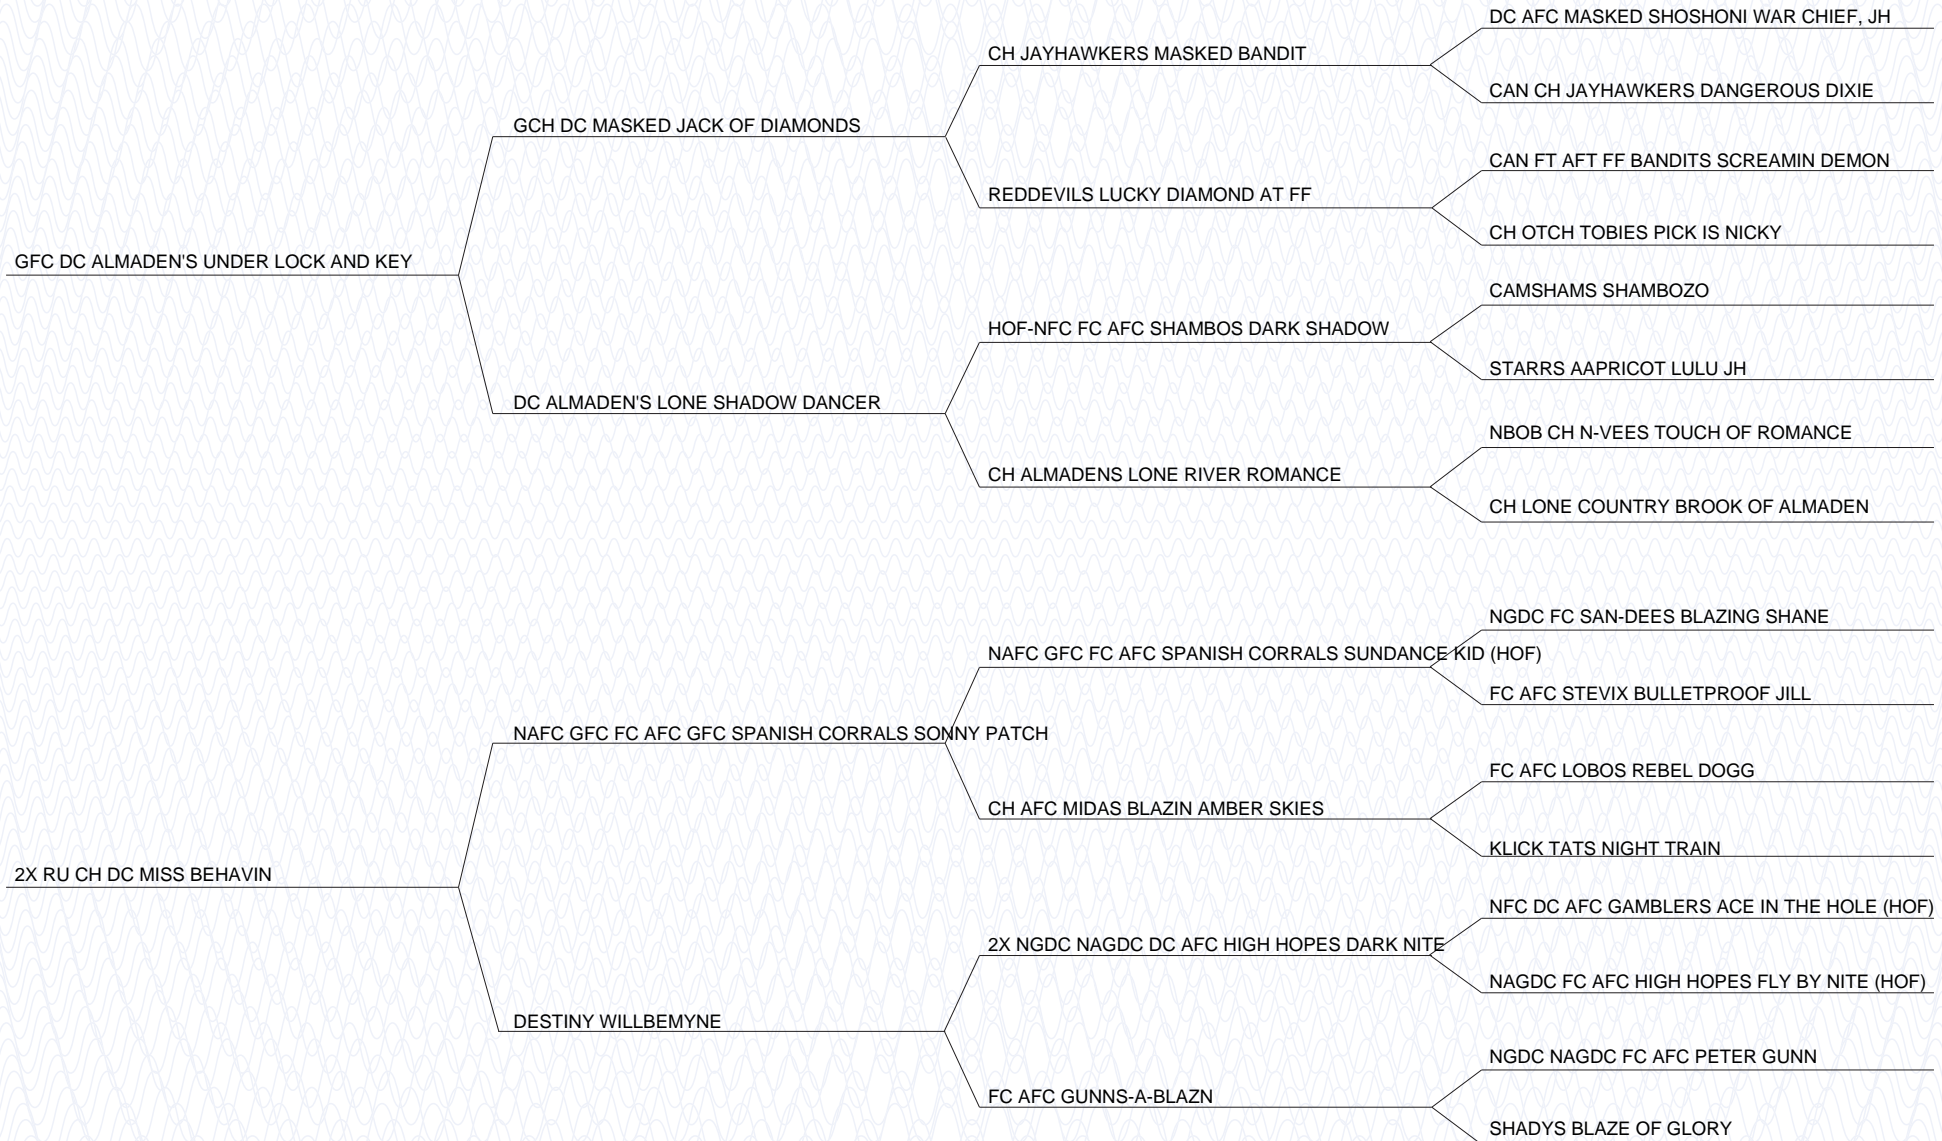 DC AFC MASKED SHOSHONI WAR CHIEF, JH
CH JAYHAWKERS MASKED BANDIT
CAN CH JAYHAWKERS DANGEROUS DIXIE
GCH DC MASKED JACK OF DIAMONDS
CAN FT AFT FF BANDITS SCREAMIN DEMON
REDDEVILS LUCKY DIAMOND AT FF
CH OTCH TOBIES PICK IS NICKY
GFC DC ALMADEN'S UNDER LOCK AND KEY
CAMSHAMS SHAMBOZO
HOF-NFC FC AFC SHAMBOS DARK SHADOW
STARRS AAPRICOT LULU JH
DC ALMADEN'S LONE SHADOW DANCER
NBOB CH N-VEES TOUCH OF ROMANCE
CH ALMADENS LONE RIVER ROMANCE
CH LONE COUNTRY BROOK OF ALMADEN
NGDC FC SAN-DEES BLAZING SHANE
NAFC GFC FC AFC SPANISH CORRALS SUNDANCE KID (HOF)
FC AFC STEVIX BULLETPROOF JILL
NAFC GFC FC AFC GFC SPANISH CORRALS SONNY PATCH
FC AFC LOBOS REBEL DOGG
CH AFC MIDAS BLAZIN AMBER SKIES
KLICK TATS NIGHT TRAIN
2X RU CH DC MISS BEHAVIN
NFC DC AFC GAMBLERS ACE IN THE HOLE (HOF)
2X NGDC NAGDC DC AFC HIGH HOPES DARK NITE
NAGDC FC AFC HIGH HOPES FLY BY NITE (HOF)
DESTINY WILLBEMYNE
NGDC NAGDC FC AFC PETER GUNN
FC AFC GUNNS-A-BLAZN
SHADYS BLAZE OF GLORY